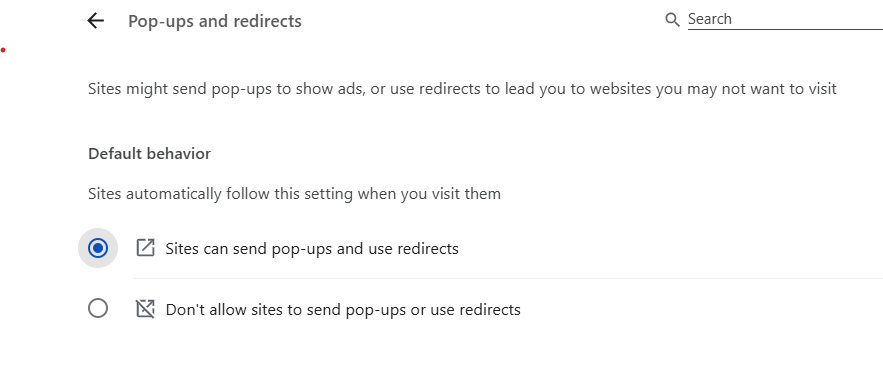 Pop-ups and redirects
Search
Sites might send pop-ups to show ads, or use redirects to lead you to websites you may not want to visit
Default behavior
Sites automatically follow this setting when you visit them
Sites can send pop-ups and use redirects
Don't allow sites to send pop-ups or use redirects